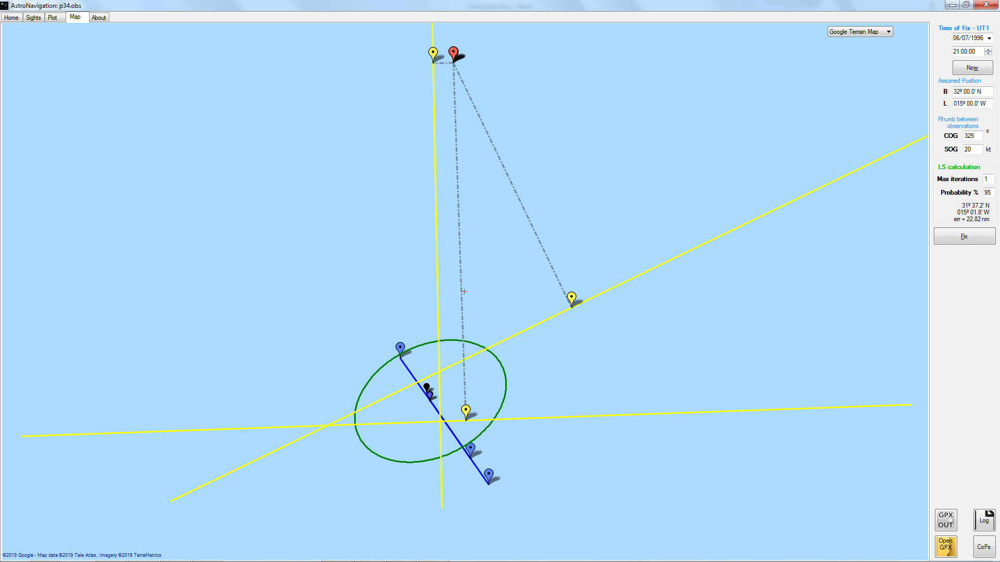 AstroNavigation: p34.obs
Home Sights Plot Map About
Google Terrain Map
Time of Fix - UT1
06/07/1996
21:00:00
Now
Assumed Position
B 32º 00.0' N
L 015º 00.0' W
Rhumb between
observations
COG 325 º
SOG 20 kt
LS calculation
Max iterations 1
Probability % 95
31º 37.2' N
015º 01.8' W
err = 22.82 nm
Fix
GPX
OUT
Log
Open
GPX
CoPs
©2019 Google - Map data ©2019 Tele Atlas, Imagery ©2019 TerraMetrics